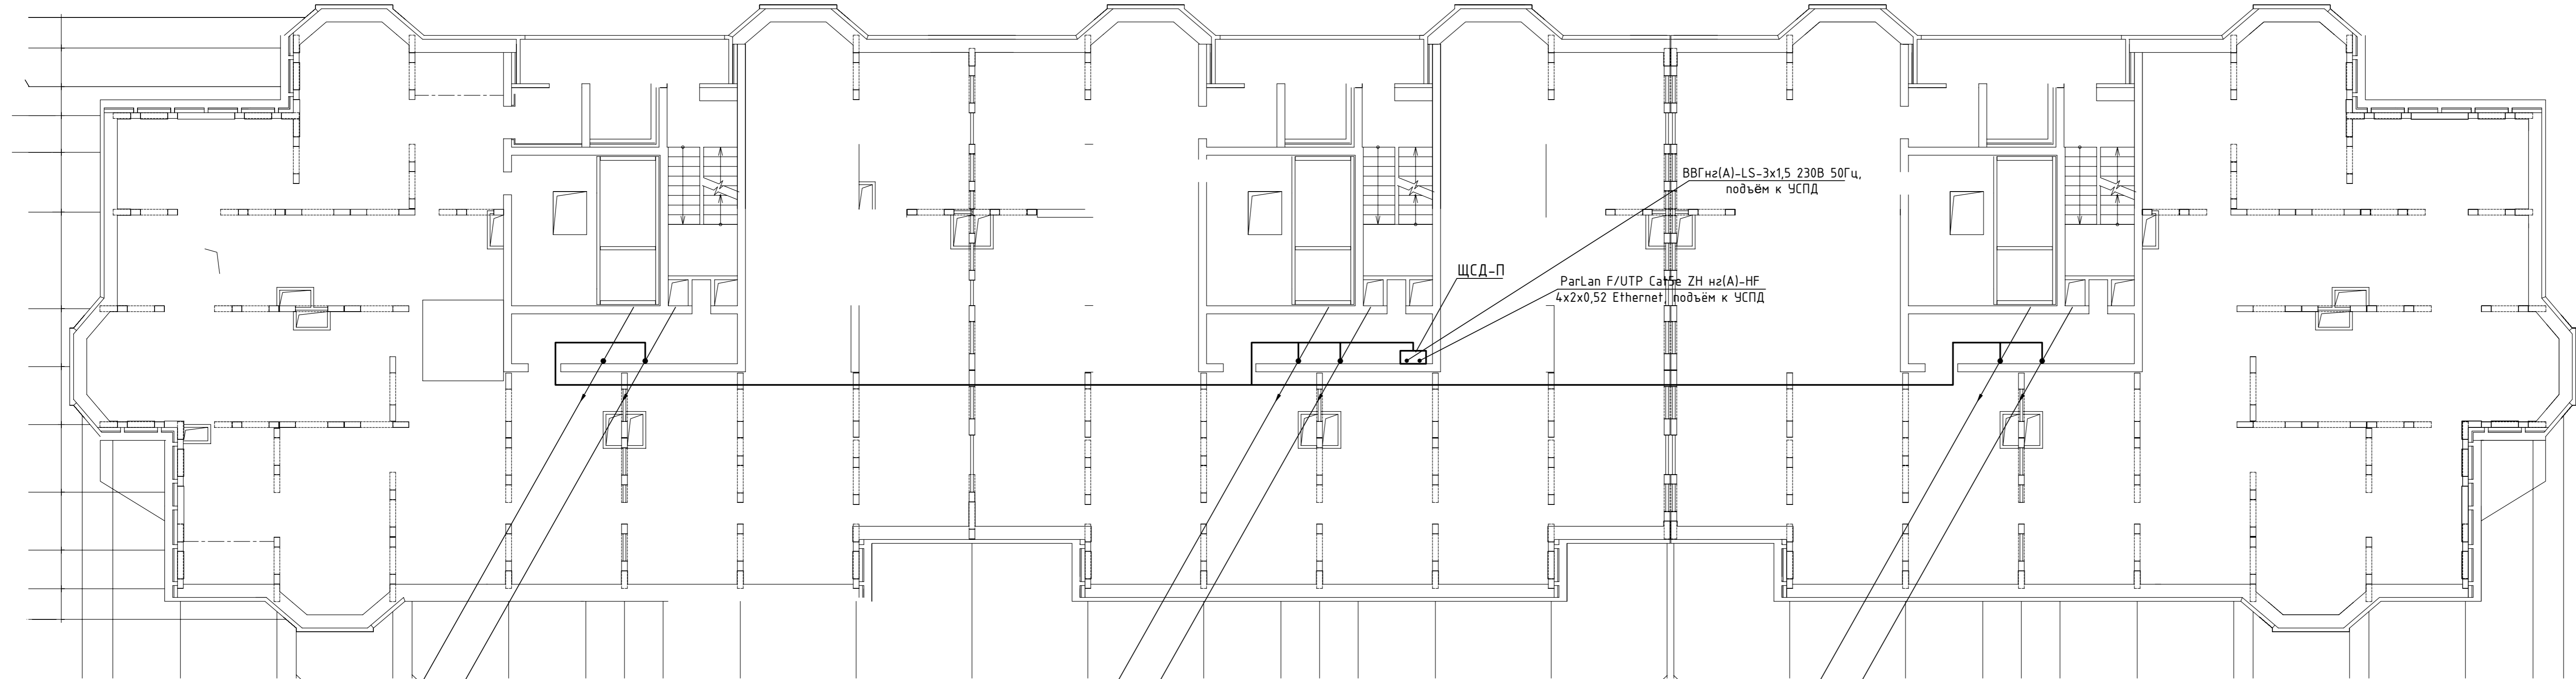 ВВГнг(А)-LS-3х1,5 230В 50Гц,
подъём к УСПД
ЩСД-П
ParLan F/UTP Cat5e ZH нг(А)-HF
4х2х0,52 Ethernet, подъём к УСПД